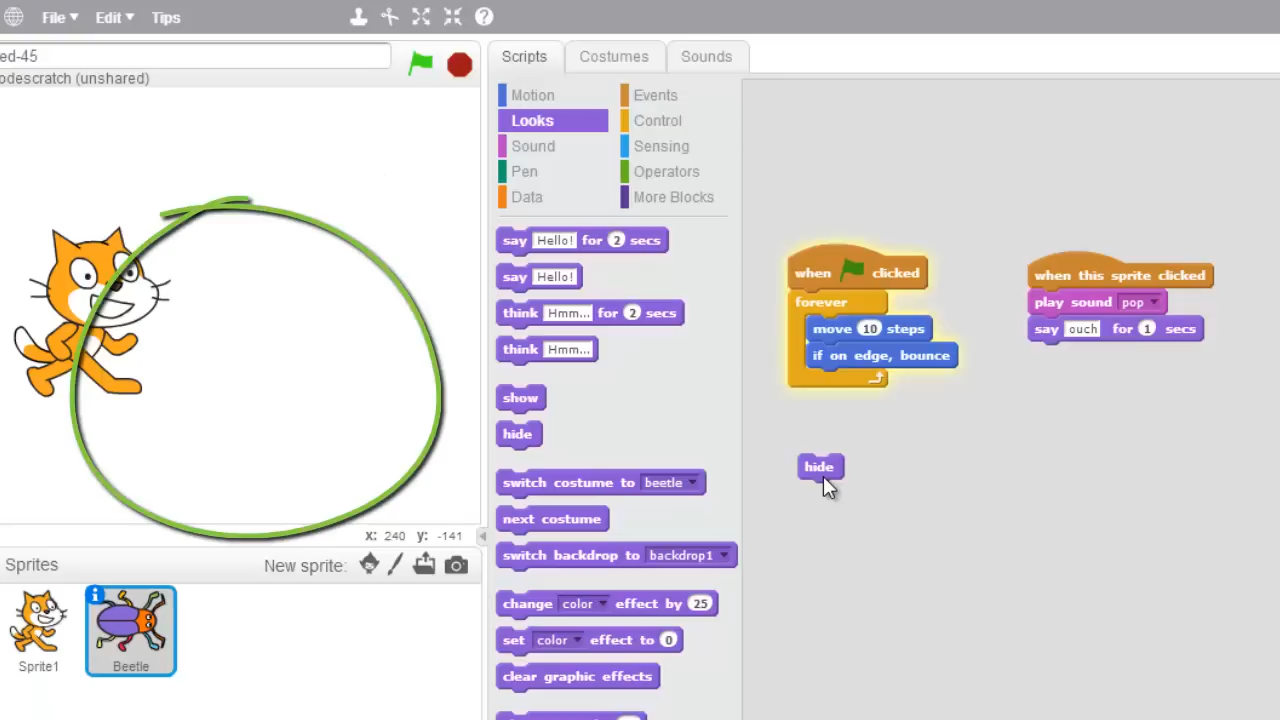 File Edit Tips
ed-45
odescratch (unshared)
x: 240 y: -141
Sprites
New sprite:
Sprite1
Beetle
Scripts Costumes Sounds
Motion Events
Looks Control
Sound Sensing
Pen Operators
Data More Blocks
say Hello! for 2 secs
say Hello!
think Hmm... for 2 secs
think Hmm...
show
hide
switch costume to beetle
next costume
switch backdrop to backdrop1
change color effect by 25
set color effect to 0
clear graphic effects
when clicked
forever
move 10 steps
if on edge, bounce
hide
when this sprite clicked
play sound pop
say ouch for 1 secs